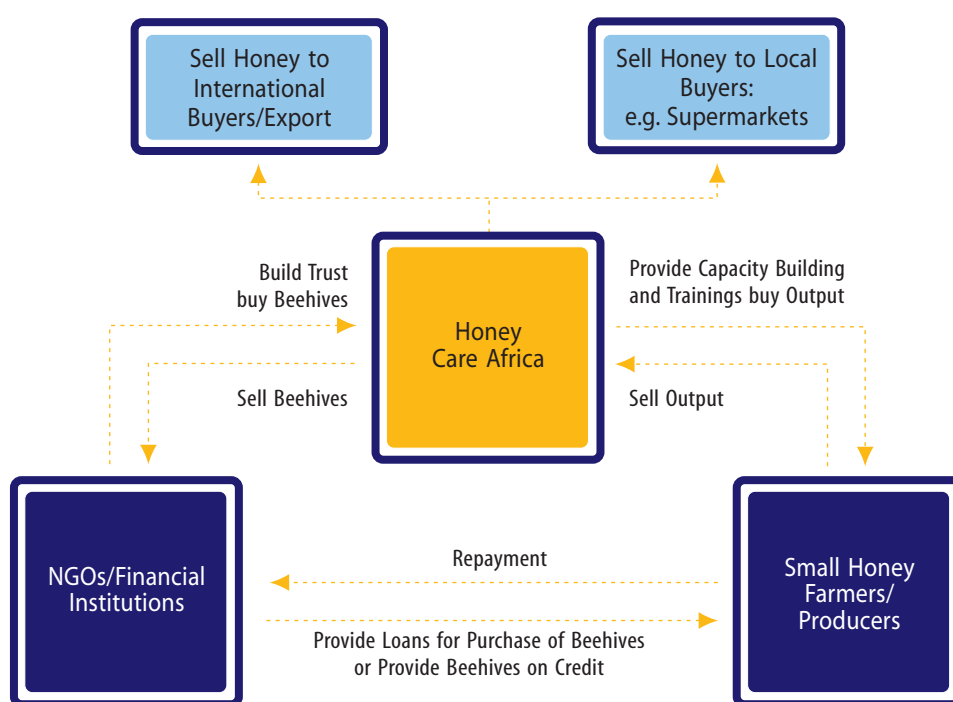 Sell Honey to
International
Buyers/Export
Sell Honey to Local
Buyers:
e.g. Supermarkets
Build Trust
buy Beehives
Provide Capacity Building
and Trainings buy Output
Honey
Care Africa
Sell Beehives
Sell Output
NGOs/Financial
Institutions
Repayment
Small Honey
Farmers/
Producers
Provide Loans for Purchase of Beehives
or Provide Beehives on Credit